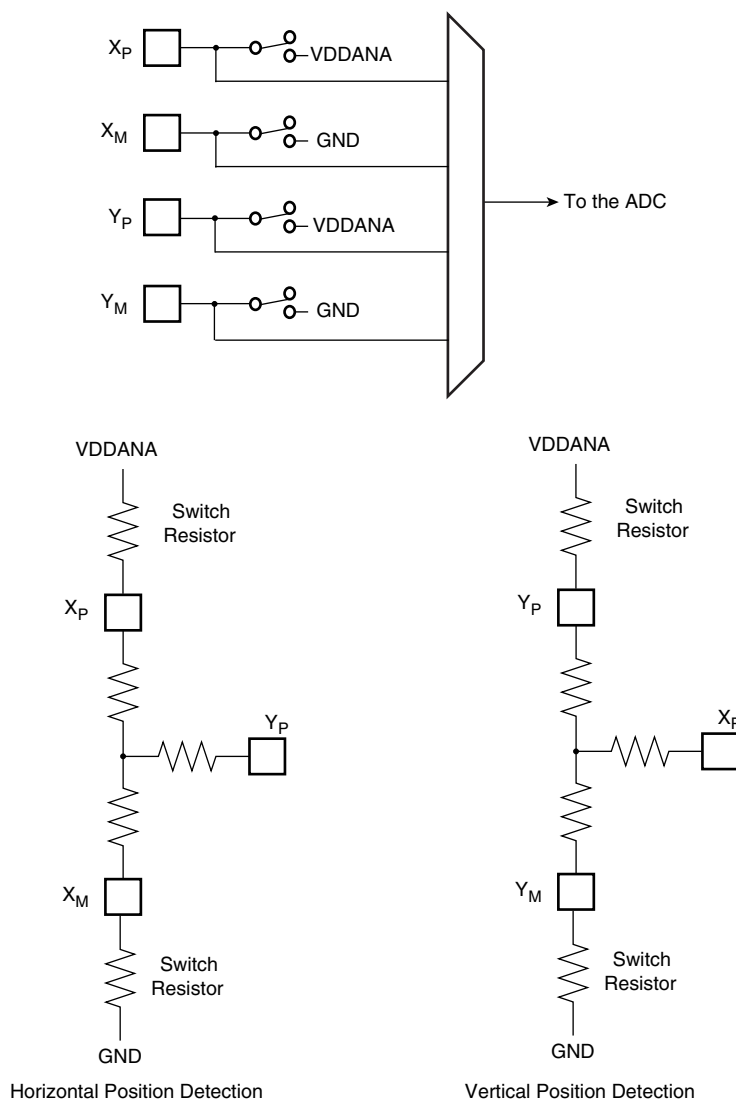 XP
VDDANA
XM
GND
YP
VDDANA
YM
GND
To the ADC
VDDANA
Switch
Resistor
XP
YP
XM
Switch
Resistor
GND
Horizontal Position Detection
VDDANA
Switch
Resistor
YP
XP
YM
Switch
Resistor
GND
Vertical Position Detection